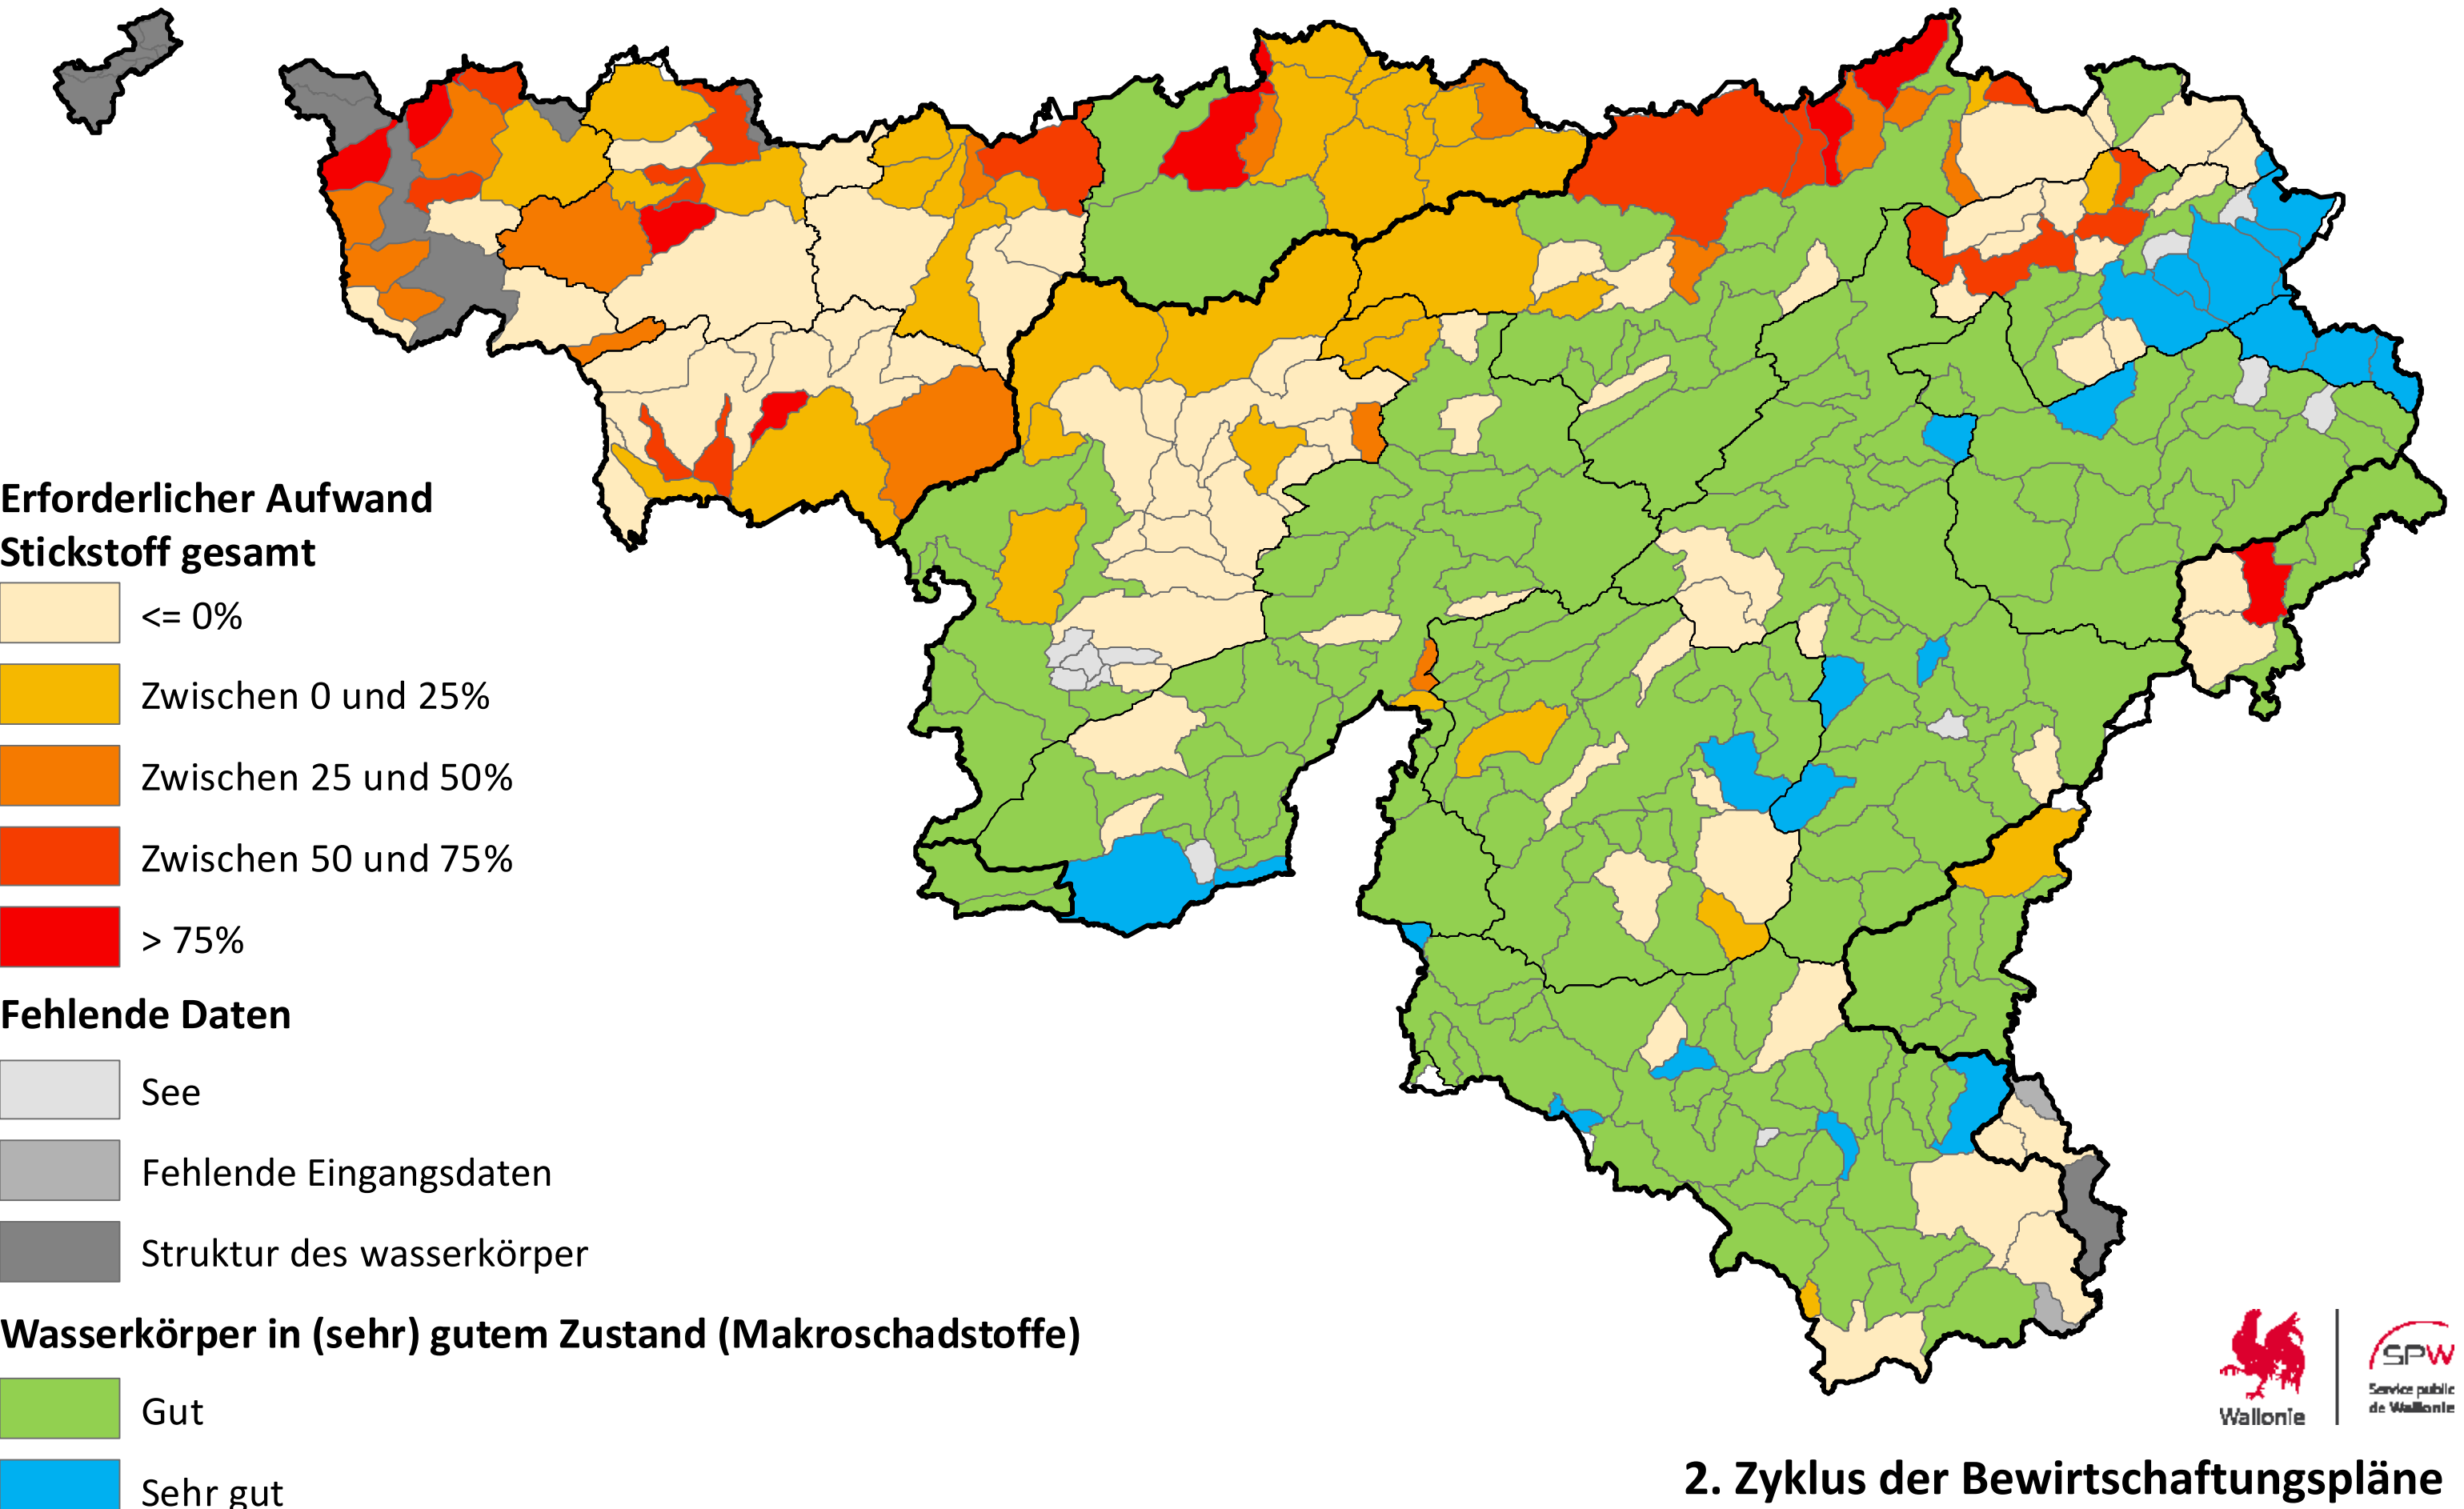 Erforderlicher Aufwand
Stickstoff gesamt
<= 0%
Zwischen 0 und 25%
Zwischen 25 und 50%
Zwischen 50 und 75%
> 75%
Fehlende Daten
See
Fehlende Eingangsdaten
Struktur des wasserkörper
Wasserkörper in (sehr) gutem Zustand (Makroschadstoffe)
Gut
Sehr gut
Wallonie
SPW
Service public
de Wallonie
2. Zyklus der Bewirtschaftungspläne